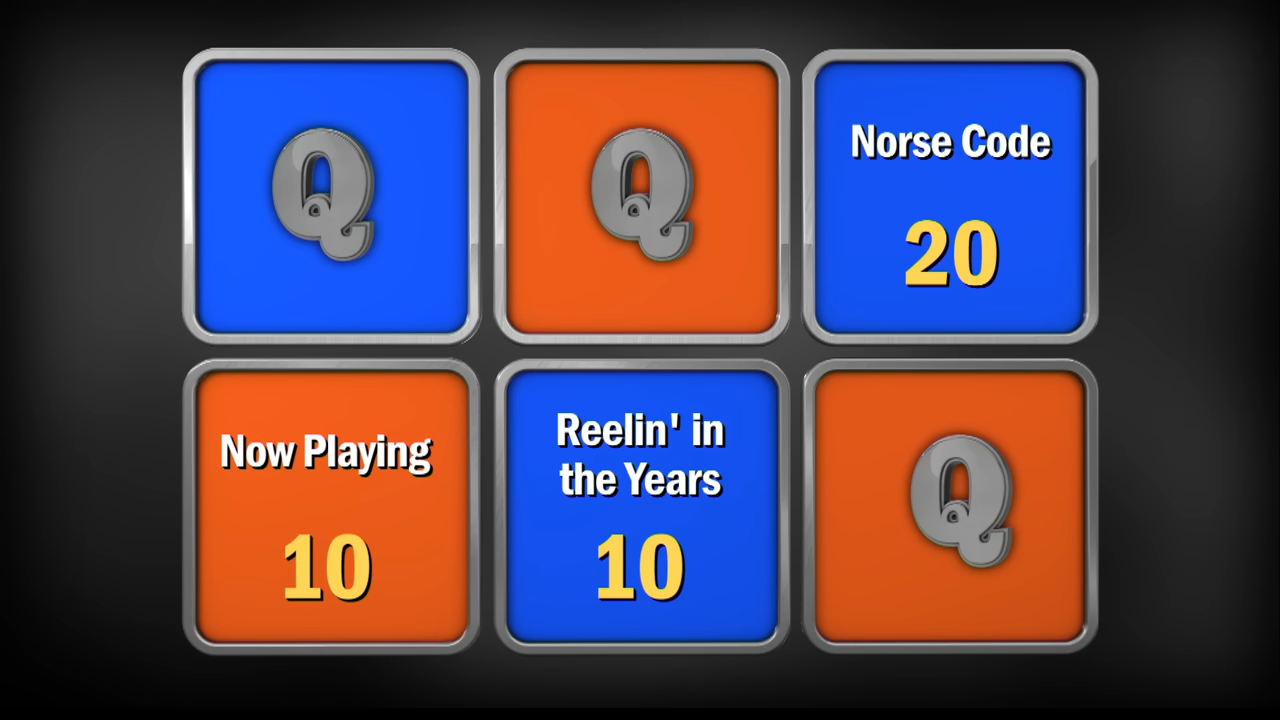 Q
Q
Norse Code
20
Now Playing
10
Reelin' in
the Years
10
Q